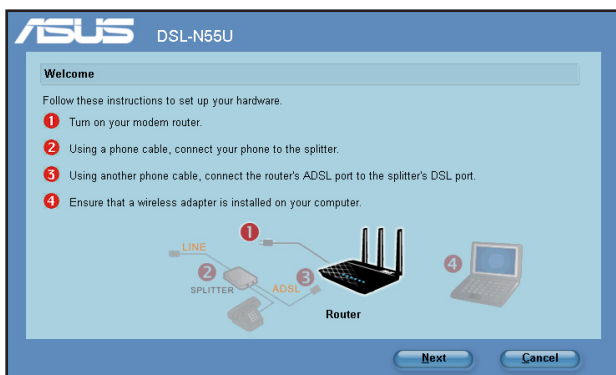 ASUS DSL-N55U
Welcome
Follow these instructions to set up your hardware.
1 Turn on your modem router.
2 Using a phone cable, connect your phone to the splitter.
3 Using another phone cable, connect the router's ADSL port to the splitter's DSL port.
4 Ensure that a wireless adapter is installed on your computer.
1
LINE
2
SPLITTER
ADSL
3
4
Router
Next Cancel